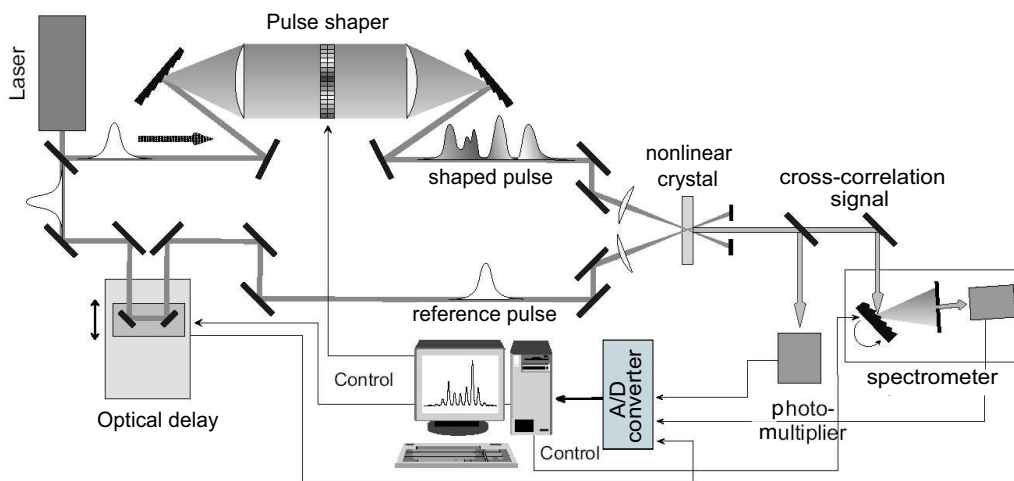 Pulse shaper
Laser
shaped pulse
nonlinear
crystal
cross-correlation
signal
reference pulse
Optical delay
Control
Control
A/D
converter
photo-
multiplier
spectrometer